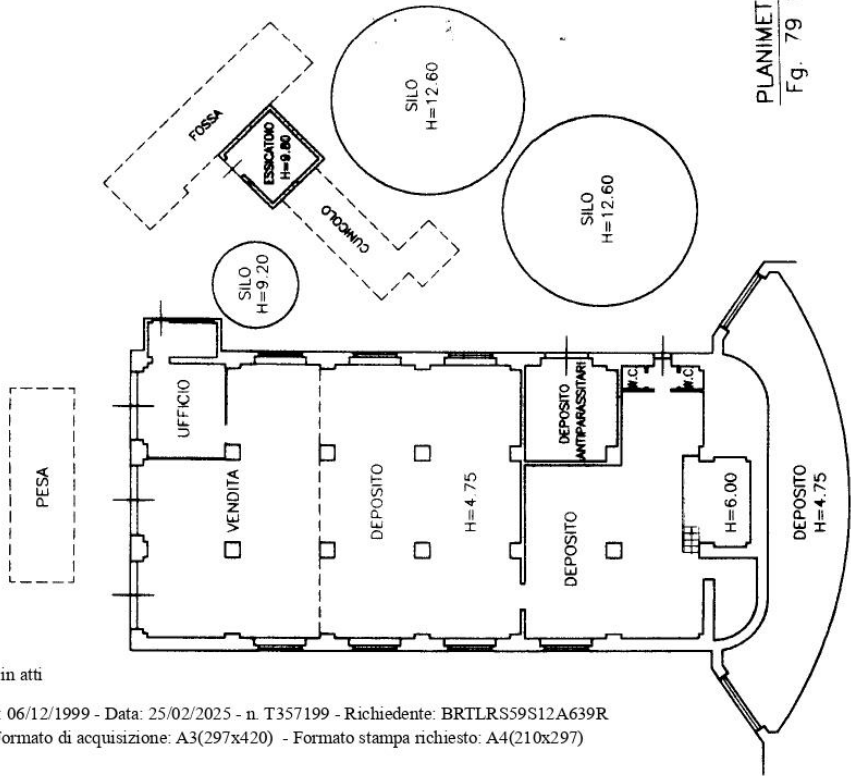 PLANIMET
Fg. 79
SILO
H=12.60
FOSSA
ESSICATOIO
H=9.80
CUNICOLO
SILO
H=12.60
SILO
H=9.20
PESA
UFFICIO
VENDITA
DEPOSITO
H=4.75
DEPOSITO
ANTIPARASSITARI
W.C.
W.C.
DEPOSITO
H=6.00
DEPOSITO
H=4.75
in atti
: 06/12/1999 - Data: 25/02/2025 - n. T357199 - Richiedente: BRTLRS59S12A639R
ormato di acquisizione: A3(297x420) - Formato stampa richiesto: A4(210x297)